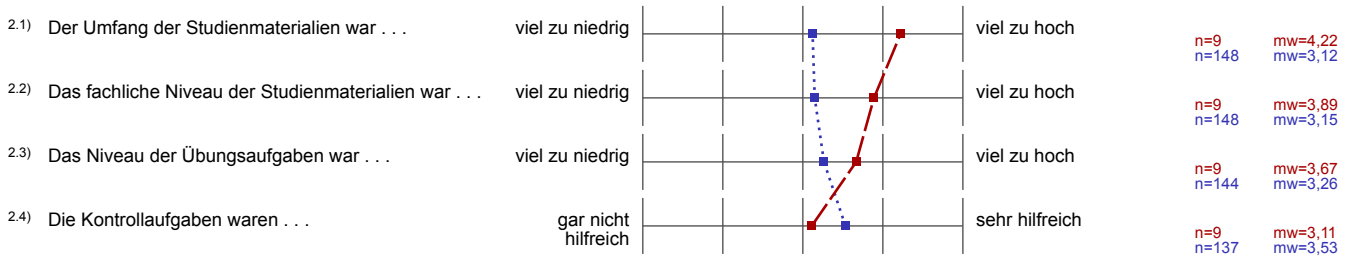 2.1) Der Umfang der Studienmaterialien war . . . viel zu niedrig viel zu hoch
n=9 mw=4,22
n=148 mw=3,12
2.2) Das fachliche Niveau der Studienmaterialien war . . . viel zu niedrig viel zu hoch
n=9 mw=3,89
n=148 mw=3,15
2.3) Das Niveau der Übungsaufgaben war . . . viel zu niedrig viel zu hoch
n=9 mw=3,67
n=144 mw=3,26
2.4) Die Kontrollaufgaben waren . . . gar nicht sehr hilfreich
hilfreich
n=9 mw=3,11
n=137 mw=3,53